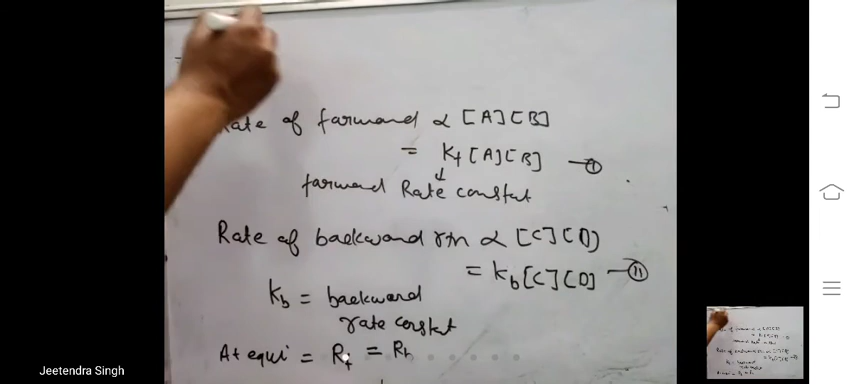 Rate of farward ∝ [A][B]
= Kf [A][B] —①
↓
farward Rate constat
Rate of backward rxn ∝ [C][D]
= Kb [C][D] —⑪
Kb = backward
rate constat
At equi = Rf = Rb
Jeetendra Singh